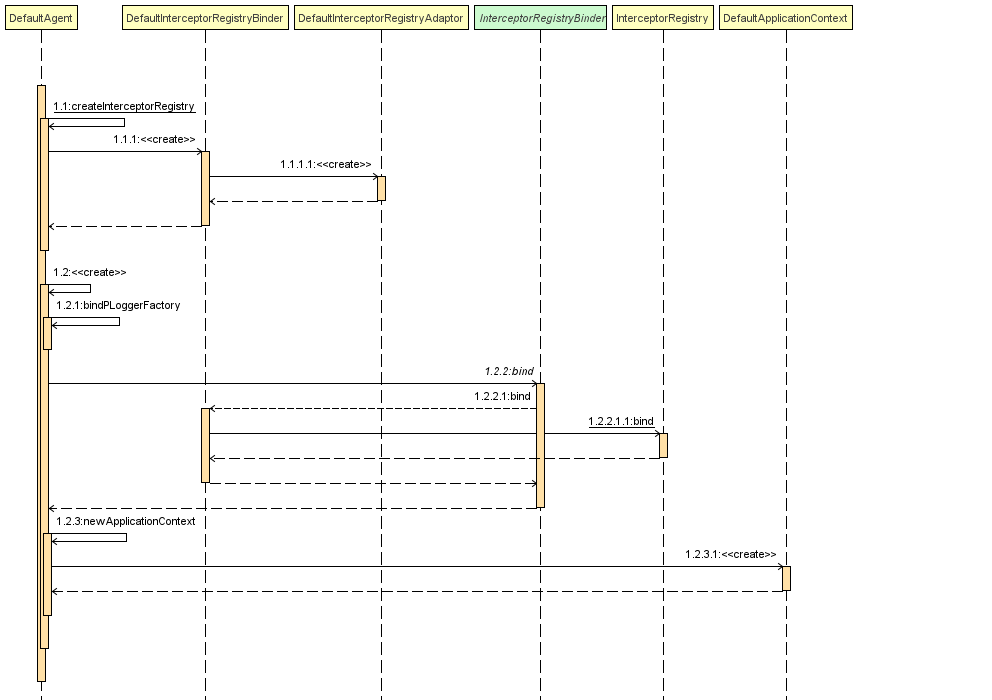 DefaultAgent
DefaultInterceptorRegistryBinder
DefaultInterceptorRegistryAdaptor
InterceptorRegistryBinder
InterceptorRegistry
DefaultApplicationContext
1.1:createInterceptorRegistry
1.1.1:<<create>>
1.1.1.1:<<create>>
1.2:<<create>>
1.2.1:bindPLoggerFactory
1.2.2:bind
1.2.2.1:bind
1.2.2.1.1:bind
1.2.3:newApplicationContext
1.2.3.1:<<create>>